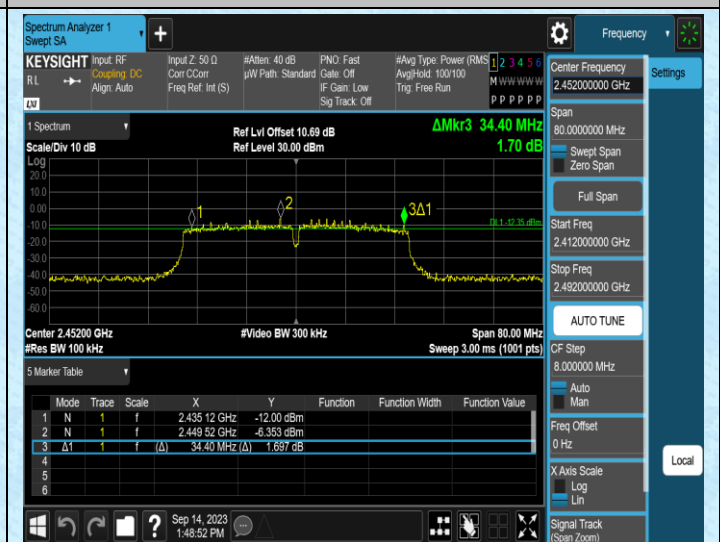 Spectrum Analyzer 1
Swept SA
+
Frequency
KEYSIGHT
RL
LXI
Input: RF
Coupling: DC
Align: Auto
Input Z: 50 Ω
Corr CCorr
Freq Ref: Int (S)
#Atten: 40 dB
µW Path: Standard
PNO: Fast
Gate: Off
IF Gain: Low
Sig Track: Off
#Avg Type: Power (RMS
Avg|Hold: 100/100
Trig: Free Run
1 2 3 4 5 6
M W W W W W
P P P P P P
1 Spectrum
Scale/Div 10 dB
Ref Lvl Offset 10.69 dB
Ref Level 30.00 dBm
ΔMkr3 34.40 MHz
1.70 dB
Log
20.0
10.0
0.00
-10.0
-20.0
-30.0
-40.0
-50.0
-60.0
1
2
3Δ1
DL1 -12.35 dBm
Center 2.45200 GHz
#Res BW 100 kHz
#Video BW 300 kHz
Span 80.00 MHz
Sweep 3.00 ms (1001 pts)
5 Marker Table
Mode Trace Scale X Y Function Function Width Function Value
1 N 1 f 2.435 12 GHz -12.00 dBm
2 N 1 f 2.449 52 GHz -6.353 dBm
3 Δ1 1 f (Δ) 34.40 MHz (Δ) 1.697 dB
4
5
6
Sep 14, 2023
1:48:52 PM
Center Frequency
2.452000000 GHz
Span
80.0000000 MHz
Swept Span
Zero Span
Full Span
Start Freq
2.412000000 GHz
Stop Freq
2.492000000 GHz
AUTO TUNE
CF Step
8.000000 MHz
Auto
Man
Freq Offset
0 Hz
X Axis Scale
Log
Lin
Signal Track
(Span Zoom)
Settings
Local